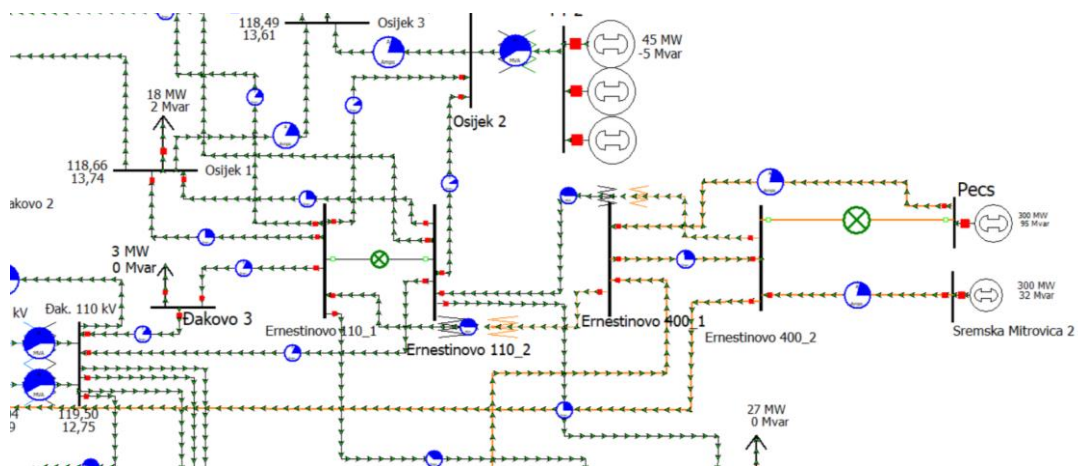 118,49
13,61
Osijek 3
45 MW
-5 Mvar
18 MW
2 Mvar
Osijek 2
118,66
13,74
Osijek 1
akovo 2
Pecs
300 MW
95 Mvar
3 MW
0 Mvar
300 MW
32 Mvar
kV
Đak. 110 kV
Đakovo 3
Ernestinovo 110_1
Ernestinovo 110_2
Ernestinovo 400_1
Ernestinovo 400_2
Sremska Mitrovica 2
119,50
12,75
27 MW
0 Mvar